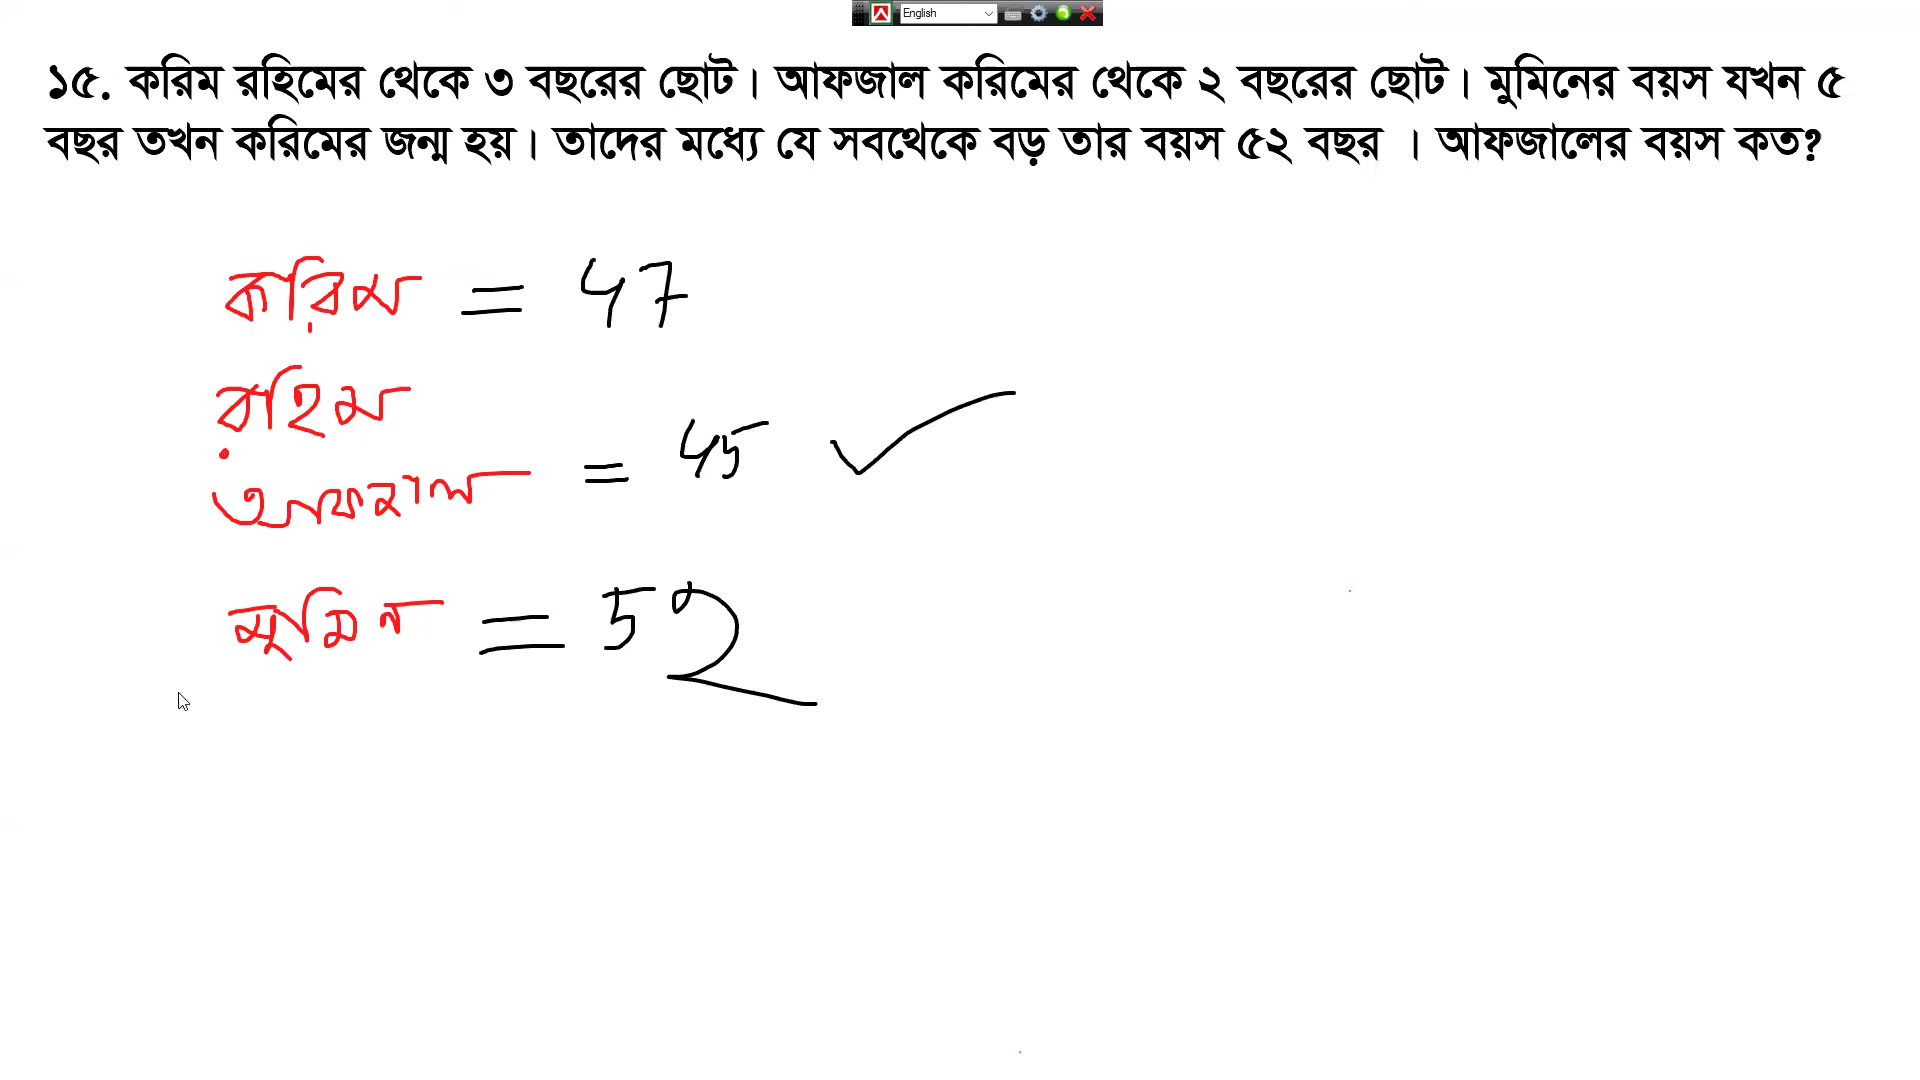 English
১৫. করিম রহিমের থেকে ৩ বছরের ছোট। আফজাল করিমের থেকে ২ বছরের ছোট। মুমিনের বয়স যখন ৫
বছর তখন করিমের জন্ম হয়। তাদের মধ্যে যে সবথেকে বড় তার বয়স ৫২ বছর । আফজালের বয়স কত?
করিম = 47
রহিম
আফজাল = 45
মুমিন = 52